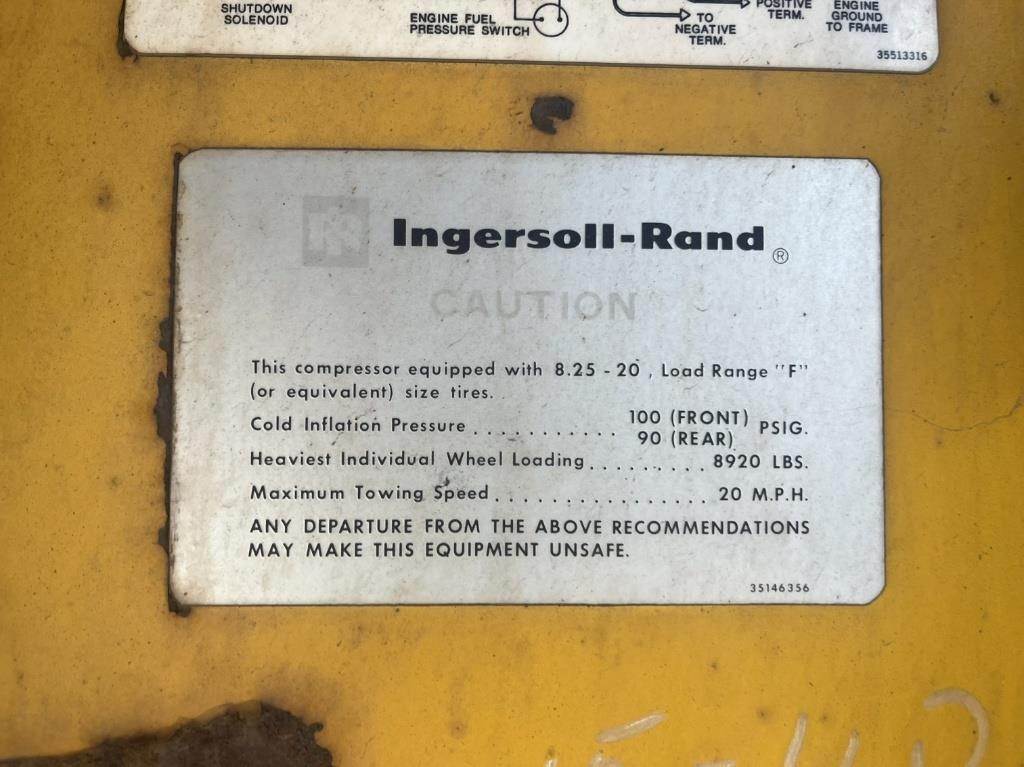 SHUTDOWN
SOLENOID
ENGINE FUEL
PRESSURE SWITCH
TO
NEGATIVE
TERM.
POSITIVE
TERM.
ENGINE
GROUND
TO FRAME
35513316
IR Ingersoll-Rand ®
CAUTION
This compressor equipped with 8.25 - 20 , Load Range "F"
(or equivalent) size tires.
Cold Inflation Pressure . . . . . . . . . . . 100 (FRONT) PSIG.
90 (REAR)
Heaviest Individual Wheel Loading . . . . . . . . . 8920 LBS.
Maximum Towing Speed . . . . . . . . . . . . . . . . 20 M.P.H.
ANY DEPARTURE FROM THE ABOVE RECOMMENDATIONS
MAY MAKE THIS EQUIPMENT UNSAFE.
35146356